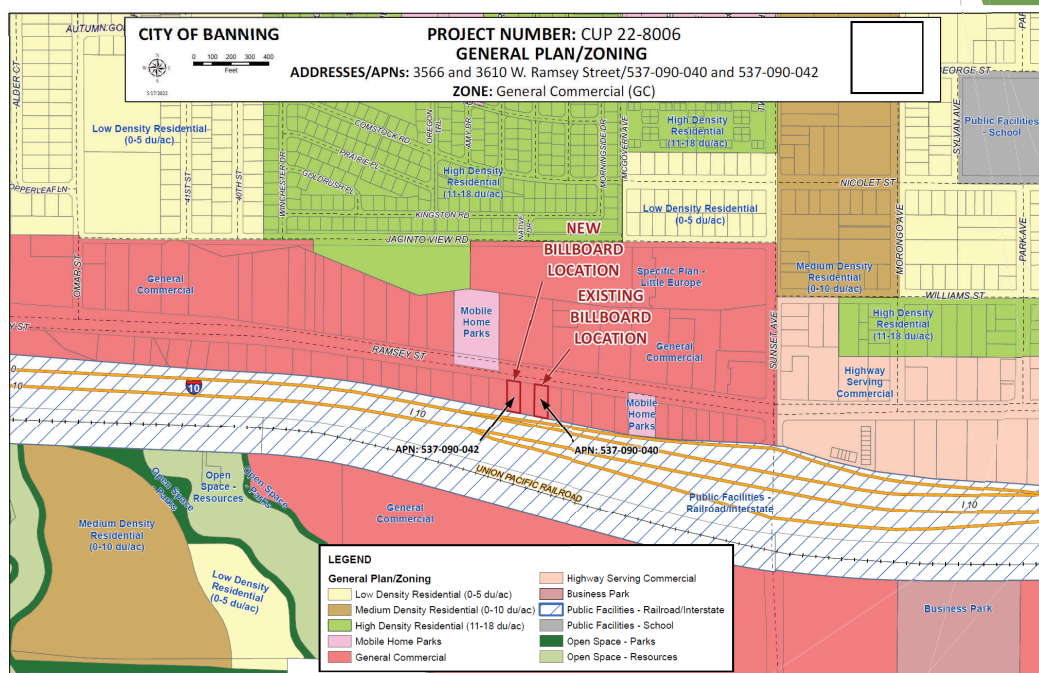 AUTUMN GO
CITY OF BANNING
PROJECT NUMBER: CUP 22-8006
GENERAL PLAN/ZONING
ADDRESSES/APNs: 3566 and 3610 W. Ramsey Street/537-090-040 and 537-090-042
ZONE: General Commercial (GC)
0 100 200 300 400
Feet
5/17/2022
ALDER CT
GEORGE ST
SYLVAN AVE
Public Facilities
- School
Low Density Residential
(0-5 du/ac)
COMSTOCK RD
OREGON
TRL
AMY DR
PRAIRIE PL
GOLDRUSH PL
High Density
Residential
(11-18 du/ac)
MORNINGSIDE DR
MCGOVERN AVE
High Density
Residential
(11-18 du/ac)
NICOLET ST
OPPERLEAF LN
41ST ST
40TH ST
WINCHESTER DR
KINGSTON RD
NATIVE
DR
Low Density Residential
(0-5 du/ac)
MORONGO AVE
PARK AVE
JACINTO VIEW RD
NEW
BILLBOARD
LOCATION
OMAR ST
General
Commercial
Specific Plan -
Little Europe
Medium Density
Residential
(0-10 du/ac)
WILLIAMS ST
EXISTING
BILLBOARD
LOCATION
Mobile
Home
Parks
SUNSET AVE
High Density
Residential
(11-18 du/ac)
Y ST
RAMSEY ST
General
Commercial
Highway
Serving
Commercial
0
10
10
I 10
Mobile
Home
Parks
APN: 537-090-042
APN: 537-090-040
UNION PACIFIC RAILROAD
Public Facilities -
Railroad/Interstate
I 10
Open Space
- Parks
Open
Space -
Resources
Open Space
- Parks
General
Commercial
Medium Density
Residential
(0-10 du/ac)
Low Density
Residential
(0-5 du/ac)
Business Park
LEGEND
General Plan/Zoning
Low Density Residential (0-5 du/ac)
Medium Density Residential (0-10 du/ac)
High Density Residential (11-18 du/ac)
Mobile Home Parks
General Commercial
Highway Serving Commercial
Business Park
Public Facilities - Railroad/Interstate
Public Facilities - School
Open Space - Parks
Open Space - Resources